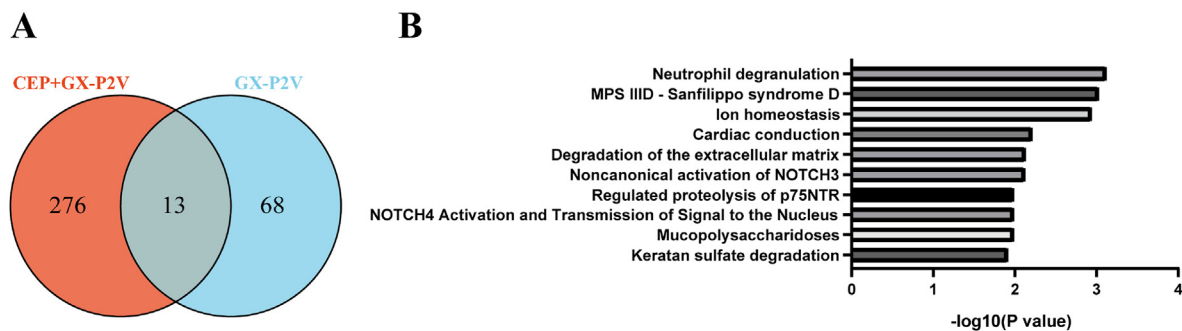 A
CEP+GX-P2V
GX-P2V
276
13
68
B
Neutrophil degranulation
MPS IIID - Sanfilippo syndrome D
Ion homeostasis
Cardiac conduction
Degradation of the extracellular matrix
Noncanonical activation of NOTCH3
Regulated proteolysis of p75NTR
NOTCH4 Activation and Transmission of Signal to the Nucleus
Mucopolysaccharidoses
Keratan sulfate degradation
0 1 2 3 4
-log10(P value)